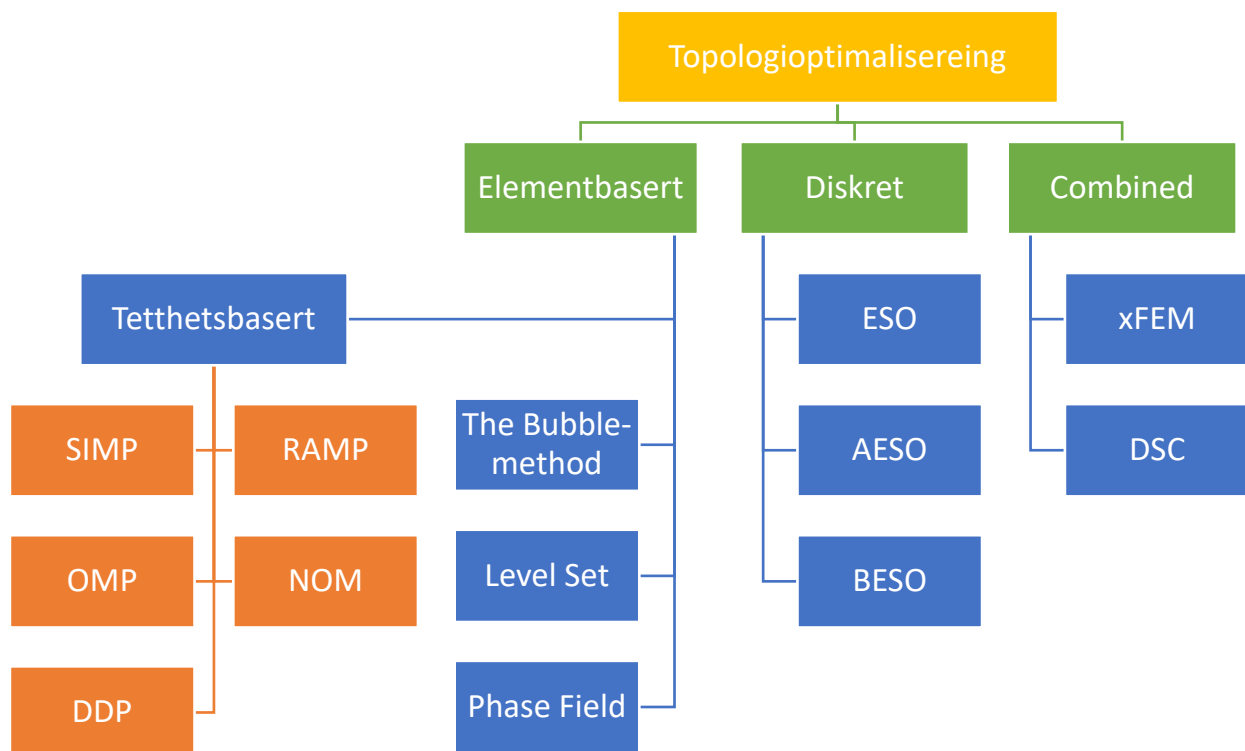 Topologioptimalisereing
Elementbasert
Diskret
Combined
Tetthetsbasert
ESO
xFEM
SIMP
RAMP
The Bubble-
method
AESO
DSC
OMP
NOM
Level Set
BESO
DDP
Phase Field